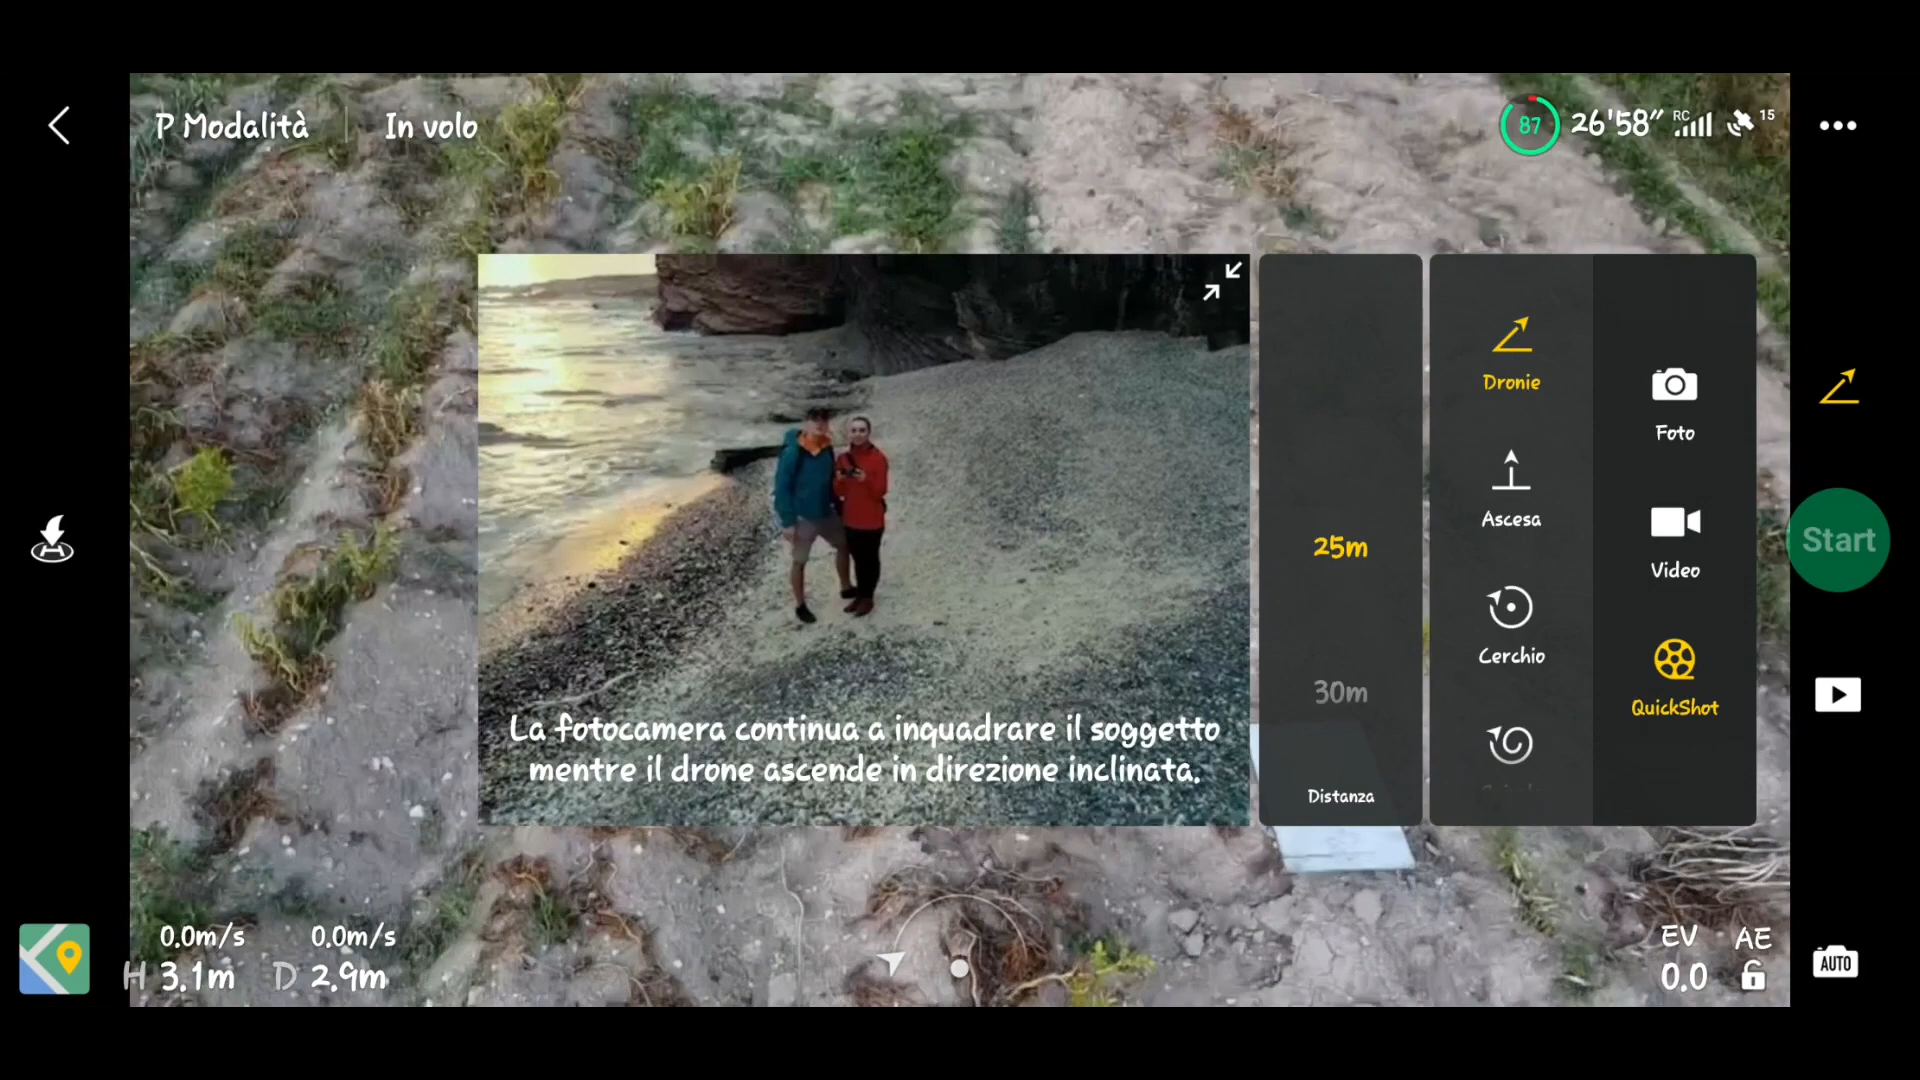 P Modalità
In volo
87
26'58"
RC
15
Dronie
Ascesa
Cerchio
Foto
Video
QuickShot
25m
30m
Distanza
Start
La fotocamera continua a inquadrare il soggetto
mentre il drone ascende in direzione inclinata.
0.0m/s
0.0m/s
H 3.1m
D 2.9m
EV
0.0
AE
AUTO